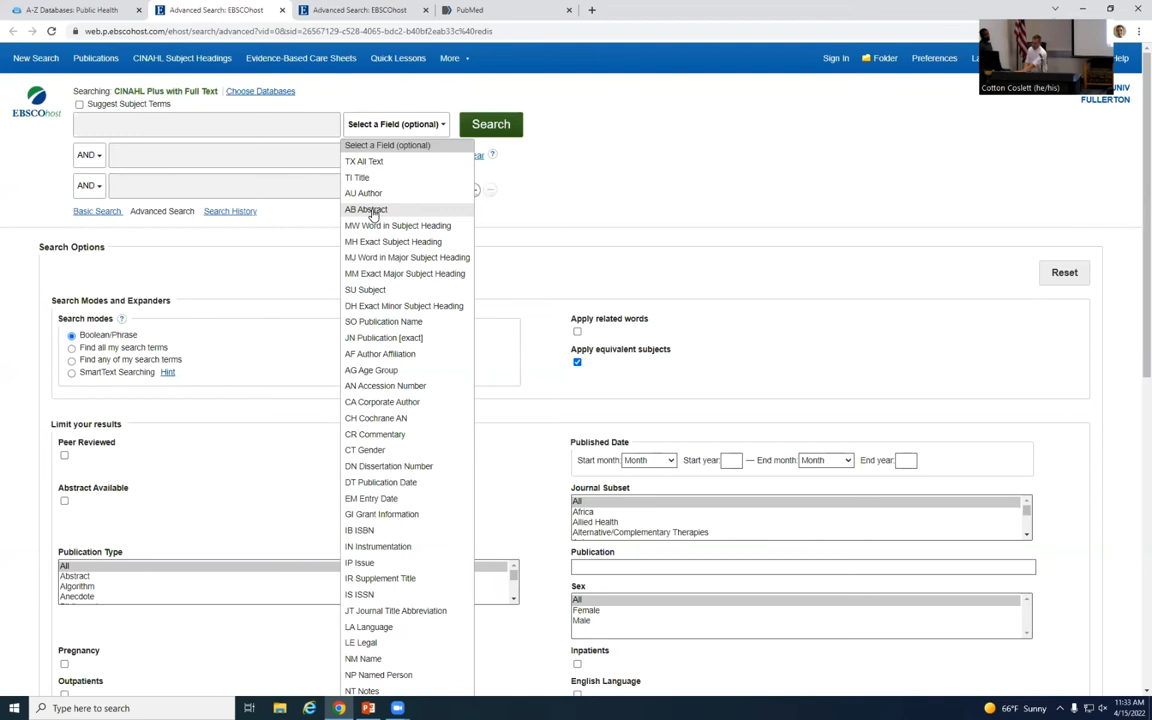 A-Z Databases: Public Health
Advanced Search: EBSCOhost
Advanced Search: EBSCOhost
PubMed
web.p.ebscohost.com/ehost/search/advanced?vid=0&sid=26567129-c528-4065-bdc2-b40bf2eab33c%40redis
New Search
Publications
CINAHL Subject Headings
Evidence-Based Care Sheets
Quick Lessons
More
Sign In
Folder
Preferences
Help
Cotton Coslett (he/his)
UNIV
FULLERTON
EBSCOhost
Searching: CINAHL Plus with Full Text Choose Databases
Suggest Subject Terms
Select a Field (optional)
Search
AND
AND
Basic Search
Advanced Search
Search History
Select a Field (optional)
TX All Text
TI Title
AU Author
AB Abstract
MW Word in Subject Heading
MH Exact Subject Heading
MJ Word in Major Subject Heading
MM Exact Major Subject Heading
SU Subject
DH Exact Minor Subject Heading
SO Publication Name
JN Publication [exact]
AF Author Affiliation
AG Age Group
AN Accession Number
CA Corporate Author
CH Cochrane AN
CR Commentary
CT Gender
DN Dissertation Number
DT Publication Date
EM Entry Date
GI Grant Information
IB ISBN
IN Instrumentation
IP Issue
IR Supplement Title
IS ISSN
JT Journal Title Abbreviation
LA Language
LE Legal
NM Name
NP Named Person
NT Notes
Search Options
Reset
Search Modes and Expanders
Search modes
Boolean/Phrase
Find all my search terms
Find any of my search terms
SmartText Searching Hint
Apply related words
Apply equivalent subjects
Limit your results
Peer Reviewed
Abstract Available
Publication Type
All
Abstract
Algorithm
Anecdote
Pregnancy
Outpatients
Published Date
Start month: Month Start year: — End month: Month End year:
Journal Subset
All
Africa
Allied Health
Alternative/Complementary Therapies
Publication
Sex
All
Female
Male
Inpatients
English Language
Type here to search
66°F Sunny
11:33 AM
4/15/2022